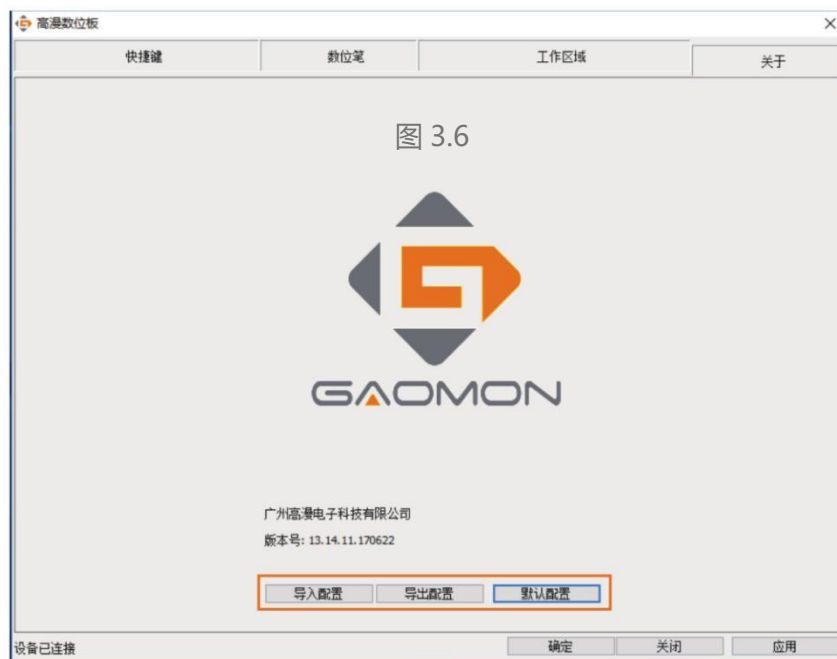 高漫数位板
快捷键 数位笔 工作区域 关于
图 3.6
GAOMON
广州高漫电子科技有限公司
版本号: 13.14.11.170622
导入配置 导出配置 默认配置
设备已连接 确定 关闭 应用